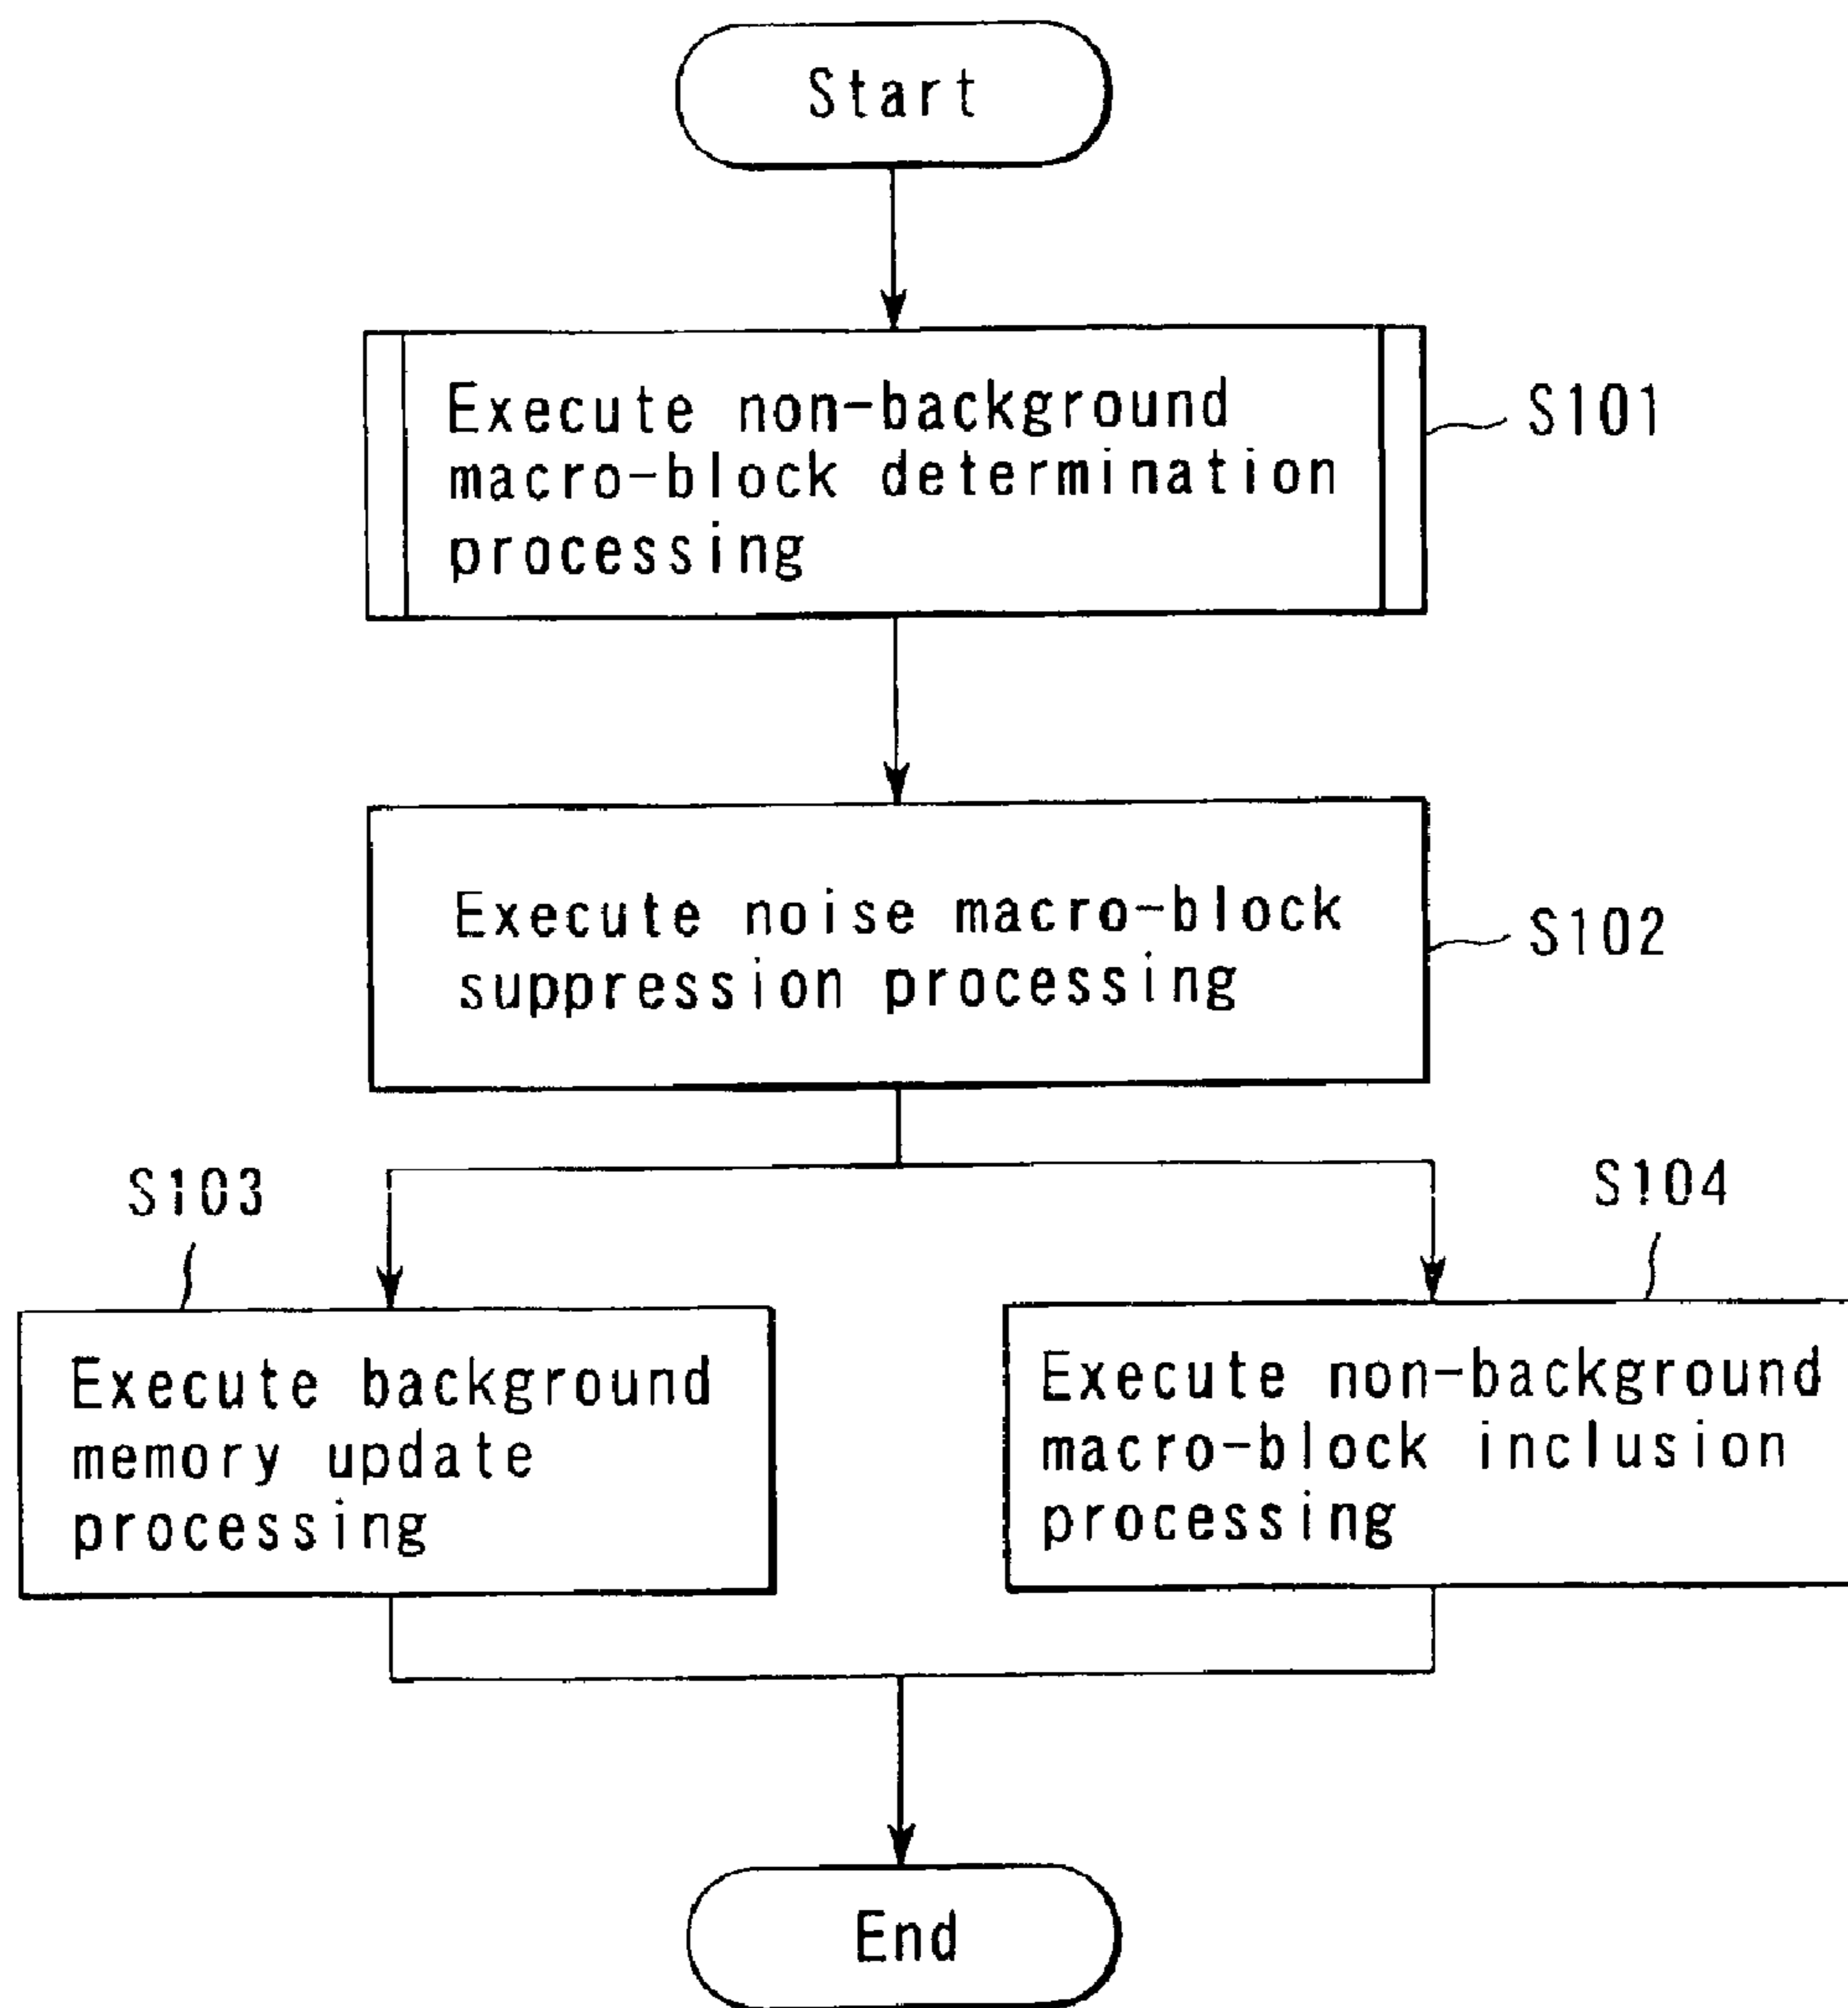 Start
Execute non-background
macro-block determination
processing
S101
Execute noise macro-block
suppression processing
S102
S103
S104
Execute background
memory update
processing
Execute non-background
macro-block inclusion
processing
End